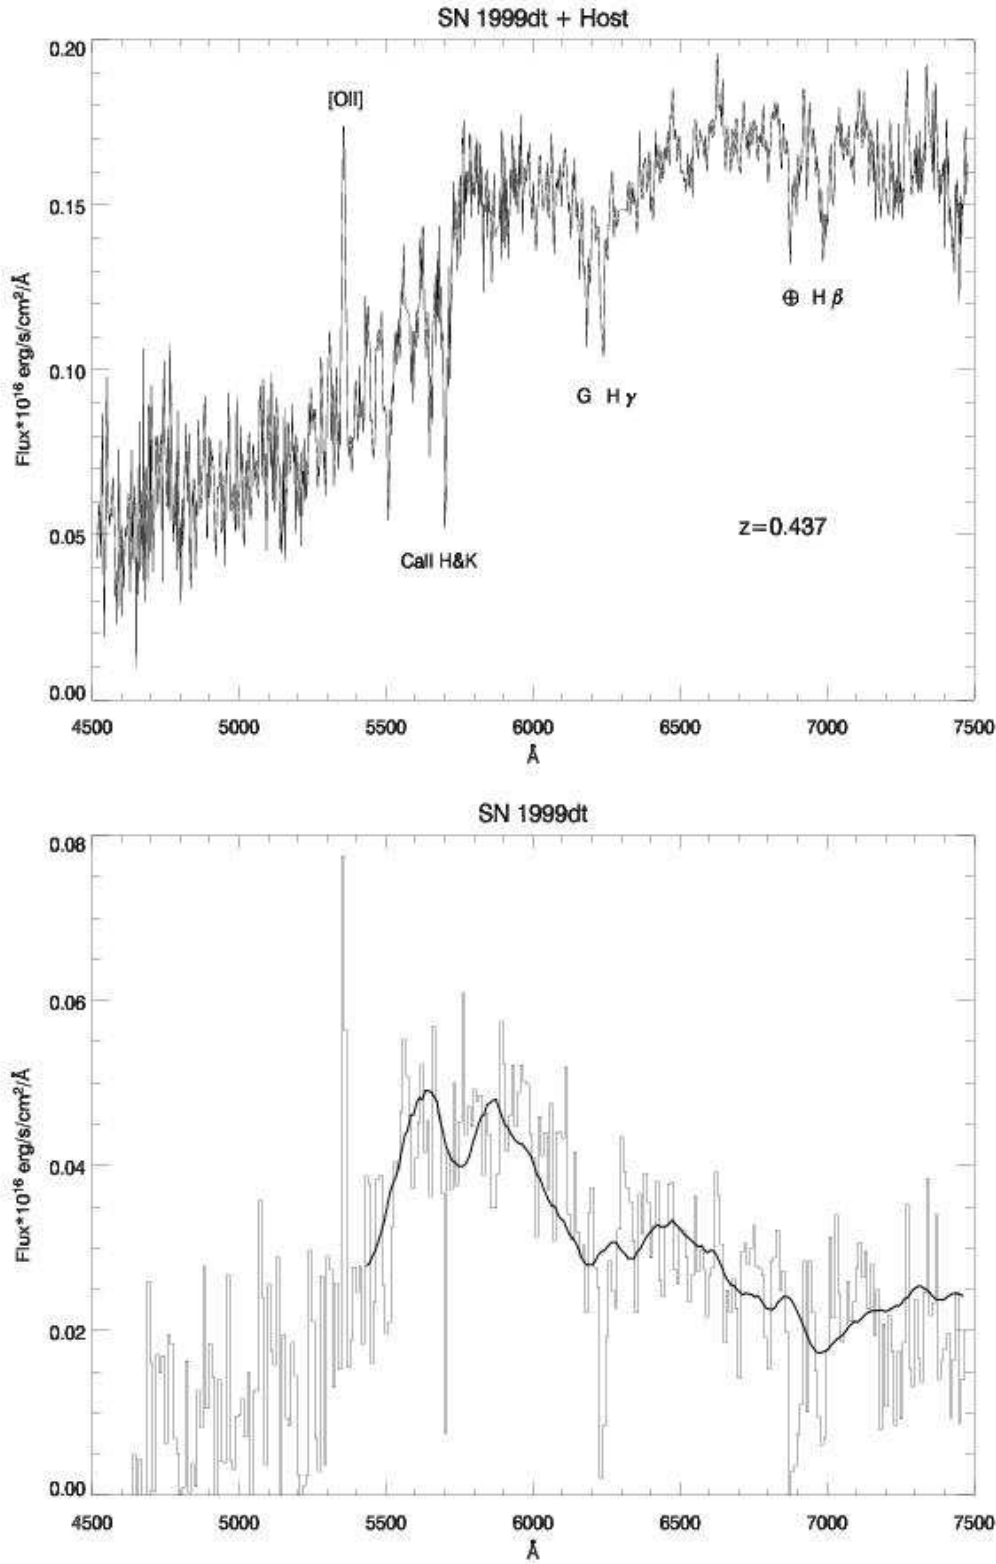 SN 1999dt + Host
0.20
[OII]
0.15
⊕ H β
0.10
G H γ
z=0.437
0.05
CaII H&K
0.00
Flux*10¹⁶ erg/s/cm²/Å
4500 5000 5500 6000 6500 7000 7500
Å
SN 1999dt
0.08
0.06
0.04
0.02
0.00
Flux*10¹⁶ erg/s/cm²/Å
4500 5000 5500 6000 6500 7000 7500
Å